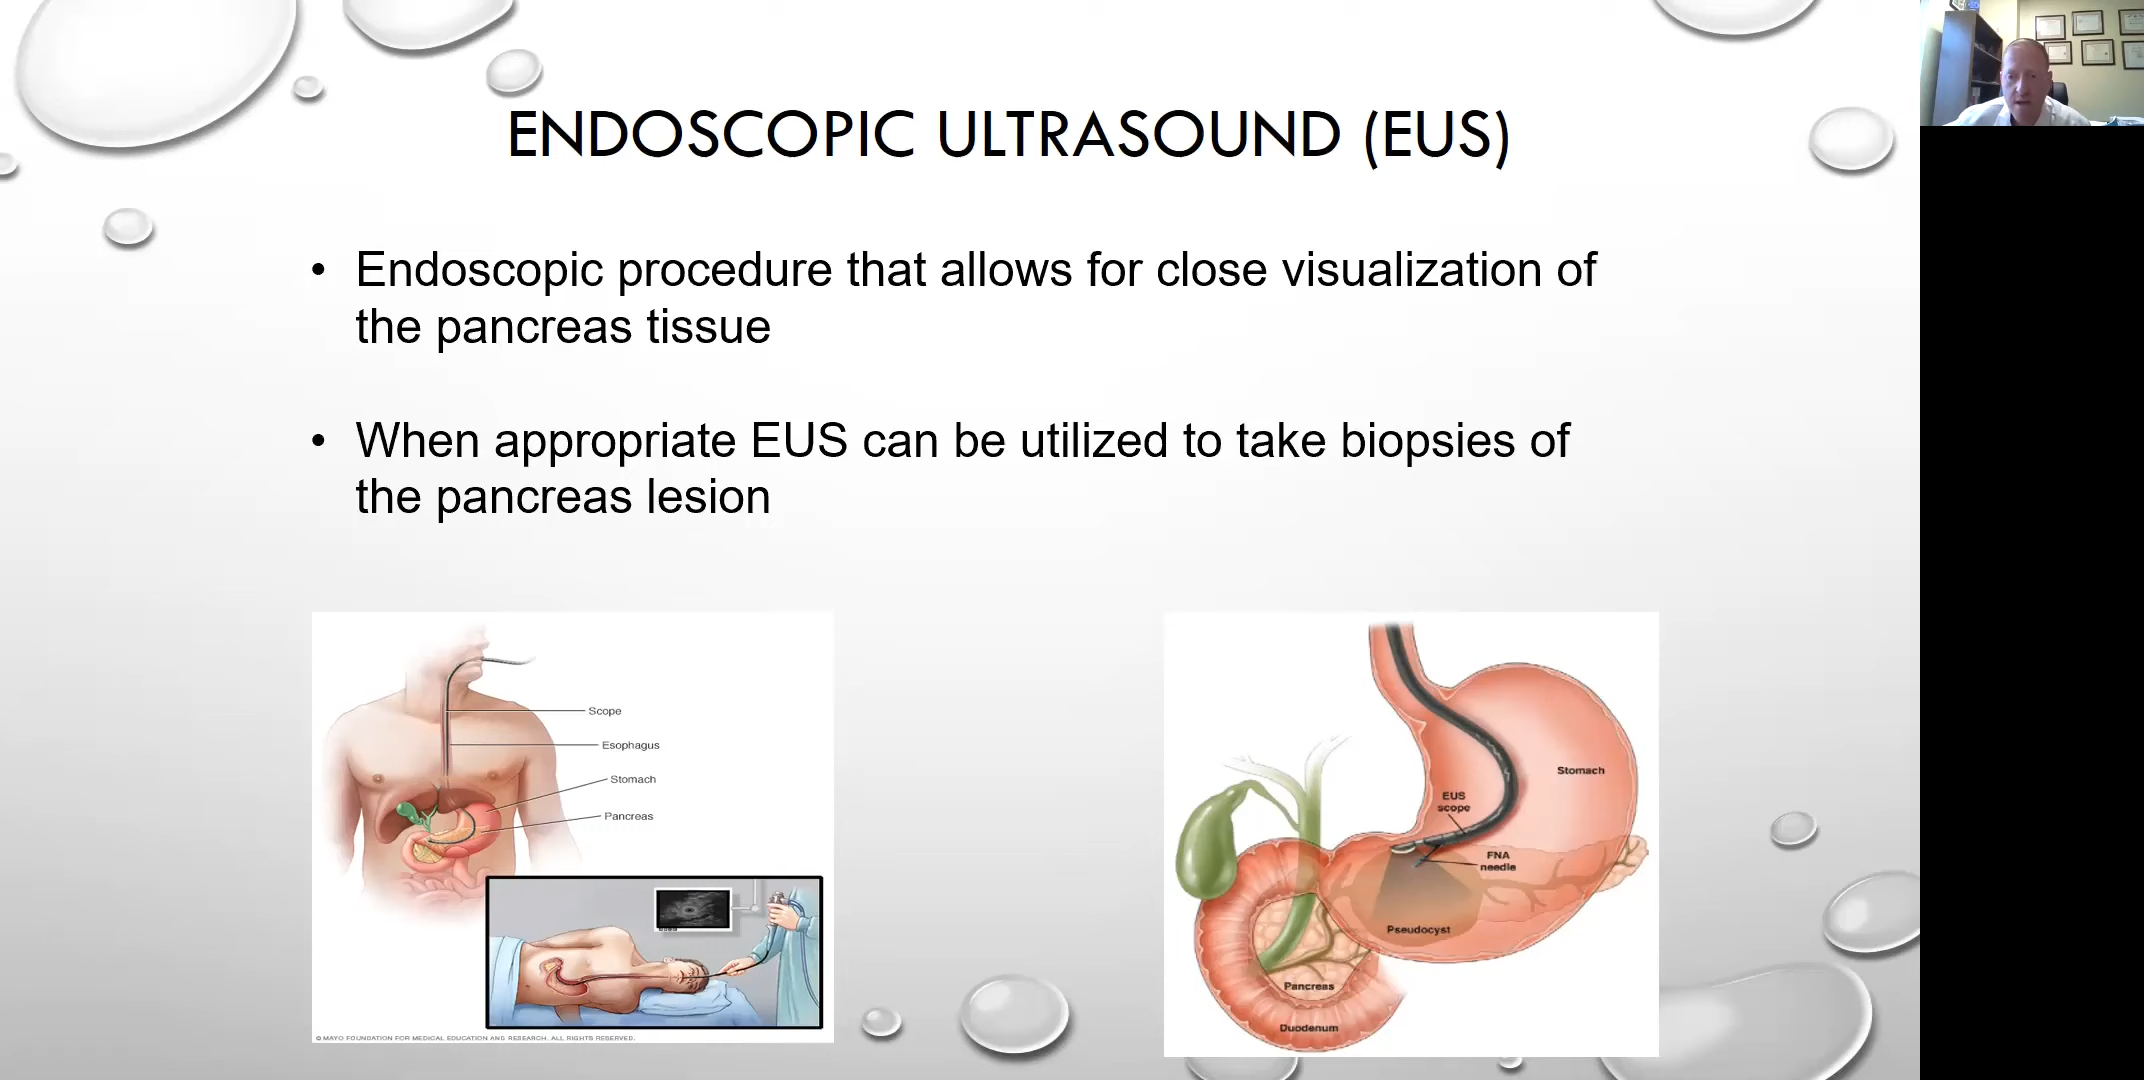 ENDOSCOPIC ULTRASOUND (EUS)
• Endoscopic procedure that allows for close visualization of
the pancreas tissue
• When appropriate EUS can be utilized to take biopsies of
the pancreas lesion
Scope
Esophagus
Stomach
Pancreas
© MAYO FOUNDATION FOR MEDICAL EDUCATION AND RESEARCH. ALL RIGHTS RESERVED.
Stomach
EUS
scope
FNA
needle
Pseudocyst
Pancreas
Duodenum